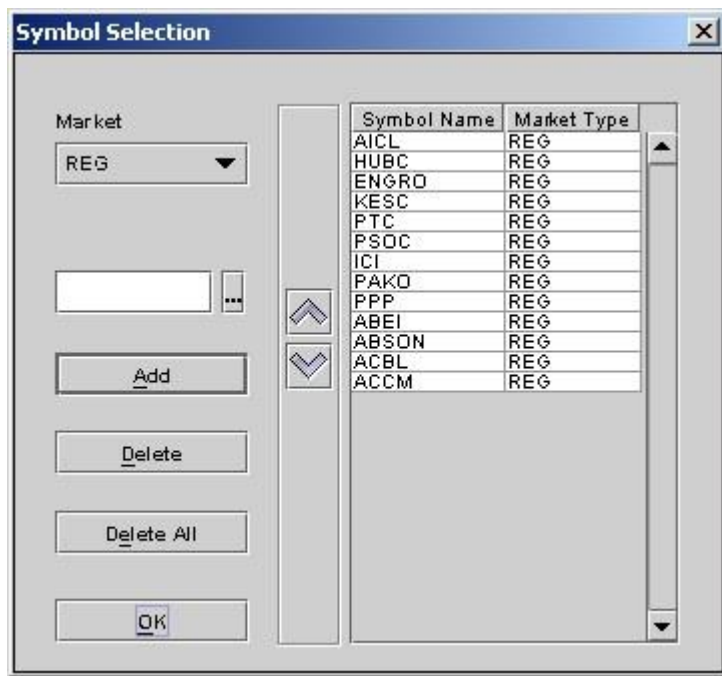 Symbol Selection
Market
REG
...
Add
Delete
Delete All
OK
Symbol Name Market Type
AICL REG
HUBC REG
ENGRO REG
KESC REG
PTC REG
PSOC REG
ICI REG
PAKO REG
PPP REG
ABEI REG
ABSON REG
ACBL REG
ACCM REG